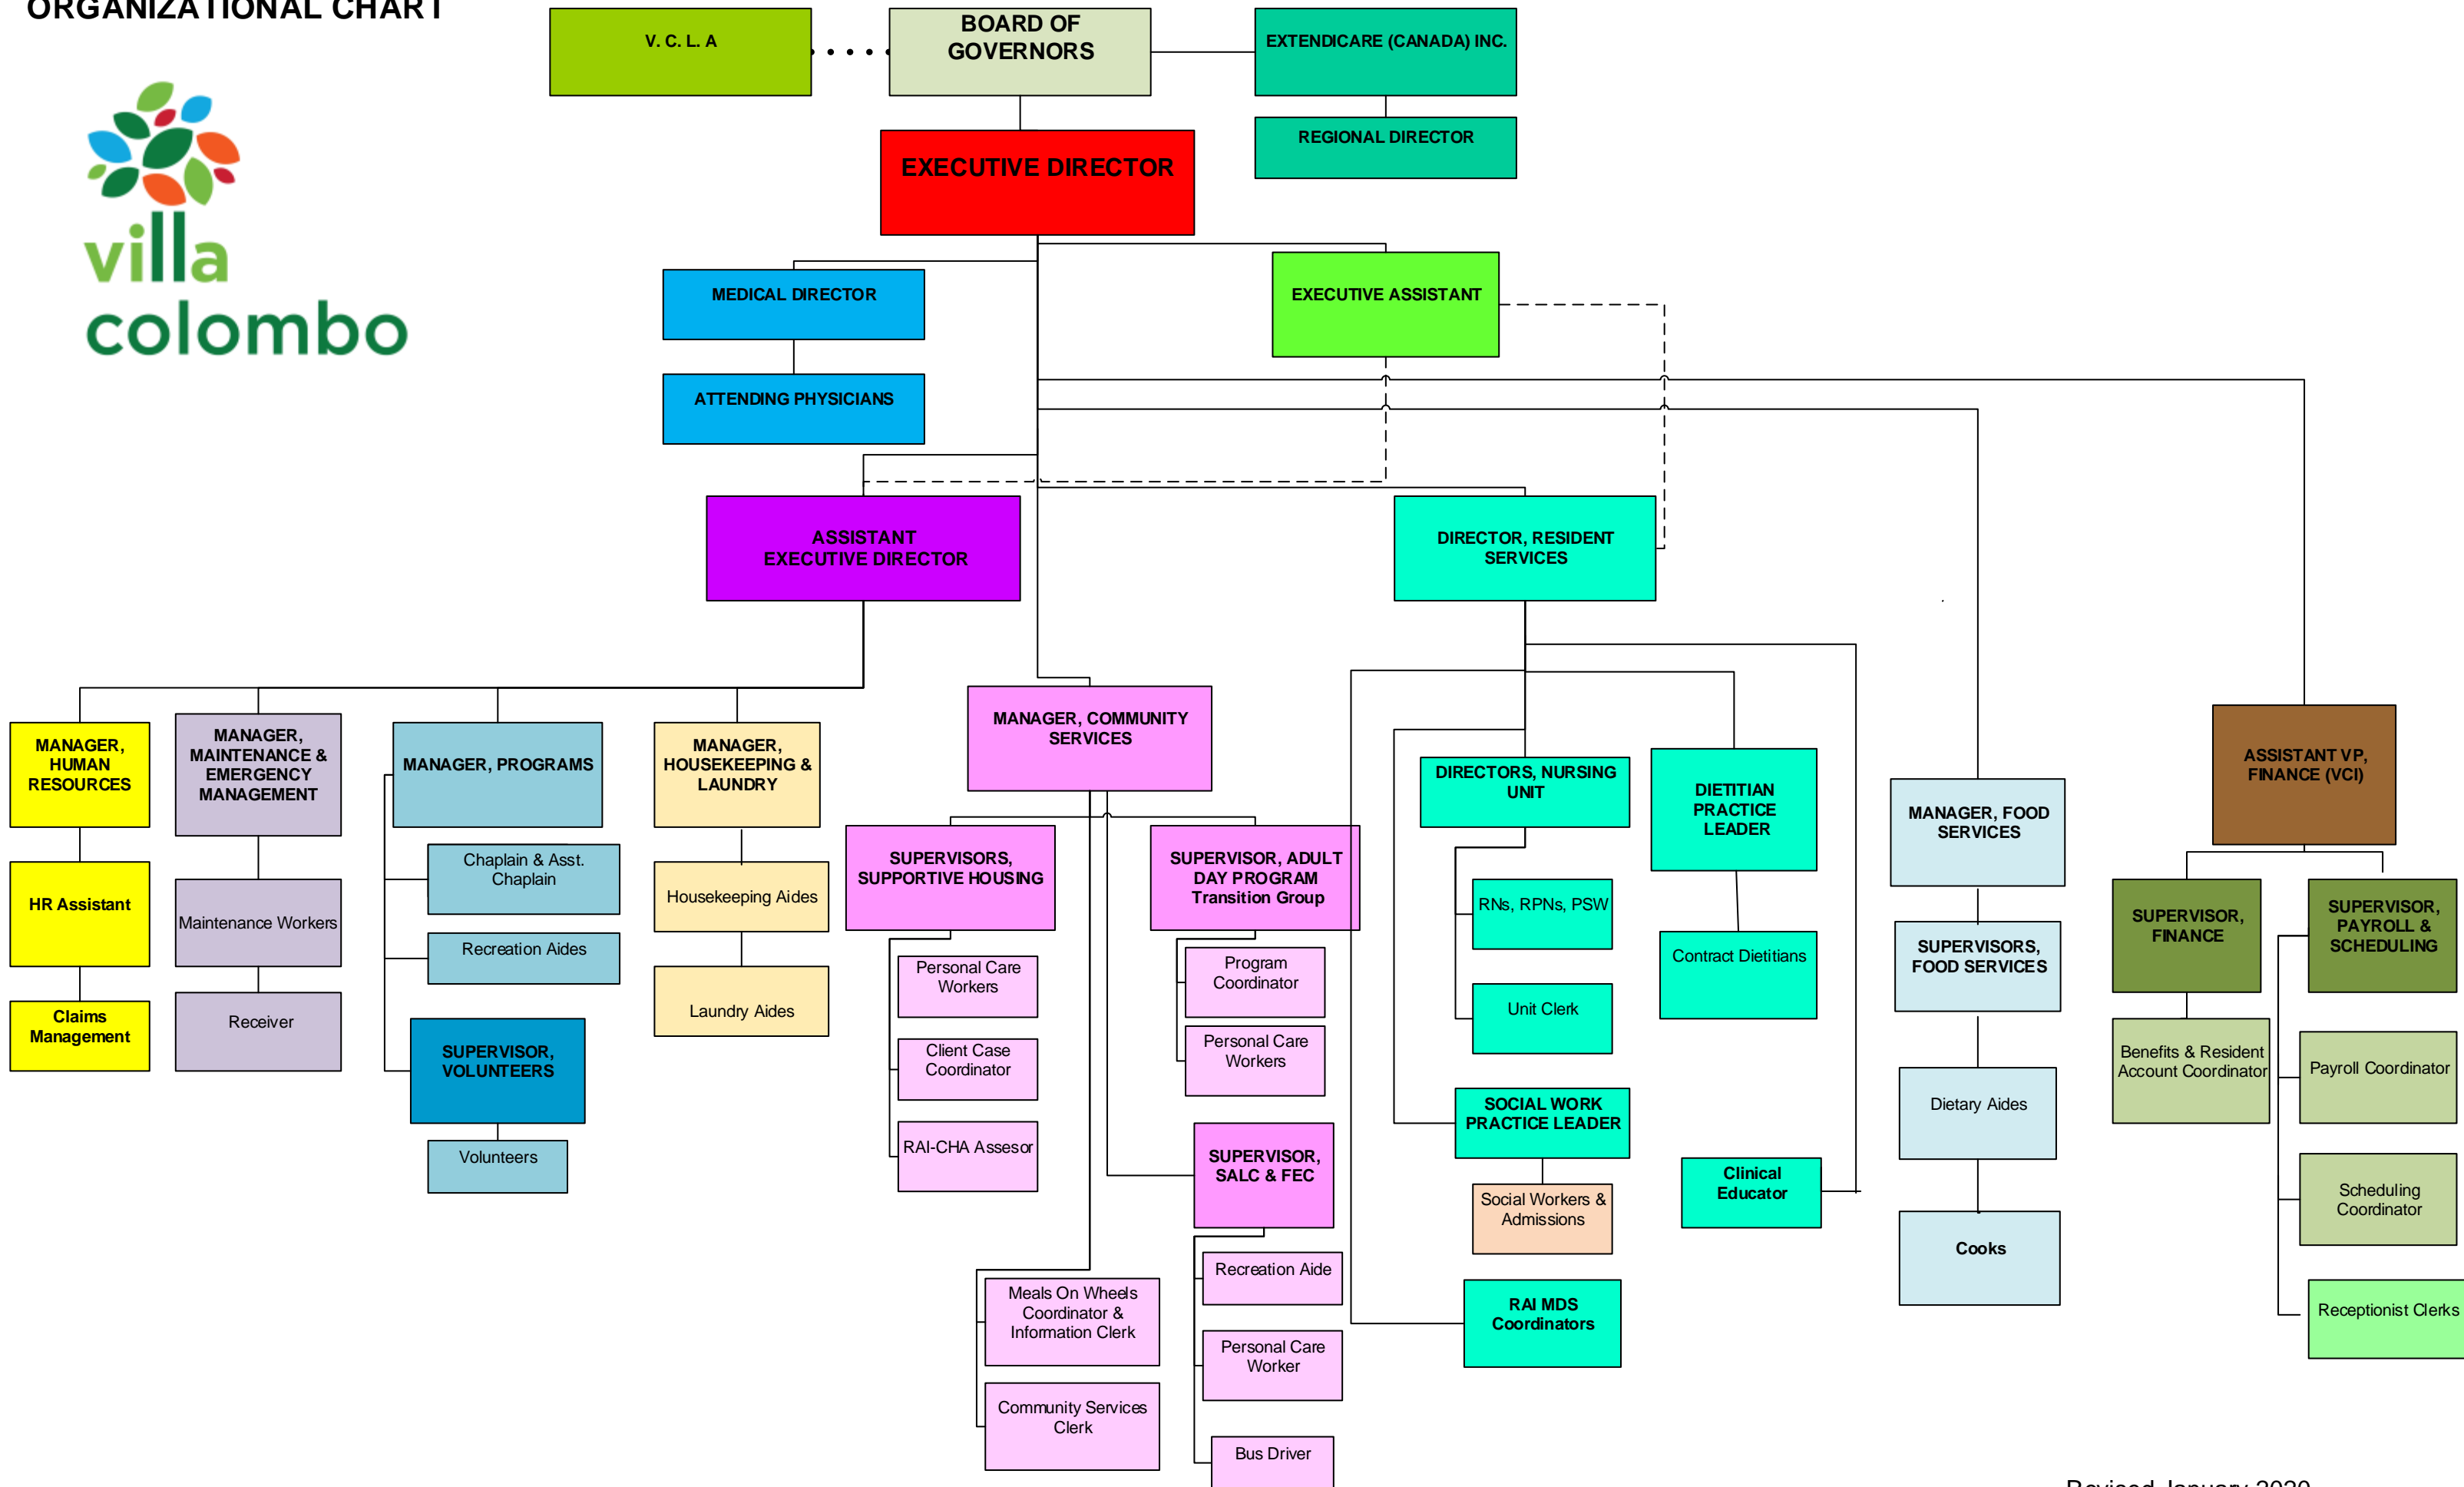 ORGANIZATIONAL CHART
villa
colombo
V. C. L. A
BOARD OF
GOVERNORS
EXTENDICARE (CANADA) INC.
REGIONAL DIRECTOR
EXECUTIVE DIRECTOR
MEDICAL DIRECTOR
EXECUTIVE ASSISTANT
ATTENDING PHYSICIANS
ASSISTANT
EXECUTIVE DIRECTOR
DIRECTOR, RESIDENT
SERVICES
MANAGER,
HUMAN
RESOURCES
HR Assistant
Claims
Management
MANAGER,
MAINTENANCE &
EMERGENCY
MANAGEMENT
Maintenance Workers
Receiver
MANAGER, PROGRAMS
Chaplain & Asst.
Chaplain
Recreation Aides
SUPERVISOR,
VOLUNTEERS
Volunteers
MANAGER,
HOUSEKEEPING &
LAUNDRY
Housekeeping Aides
Laundry Aides
MANAGER, COMMUNITY
SERVICES
SUPERVISORS,
SUPPORTIVE HOUSING
Personal Care
Workers
Client Case
Coordinator
RAI-CHA Assesor
SUPERVISOR, ADULT
DAY PROGRAM
Transition Group
Program
Coordinator
Personal Care
Workers
SUPERVISOR,
SALC & FEC
Recreation Aide
Personal Care
Worker
Bus Driver
Meals On Wheels
Coordinator &
Information Clerk
Community Services
Clerk
DIRECTORS, NURSING
UNIT
RNs, RPNs, PSW
Unit Clerk
SOCIAL WORK
PRACTICE LEADER
Social Workers &
Admissions
RAI MDS
Coordinators
DIETITIAN
PRACTICE
LEADER
Contract Dietitians
Clinical
Educator
MANAGER, FOOD
SERVICES
SUPERVISORS,
FOOD SERVICES
Dietary Aides
Cooks
ASSISTANT VP,
FINANCE (VCI)
SUPERVISOR,
FINANCE
Benefits & Resident
Account Coordinator
SUPERVISOR,
PAYROLL &
SCHEDULING
Payroll Coordinator
Scheduling
Coordinator
Receptionist Clerks
Revised January 2020